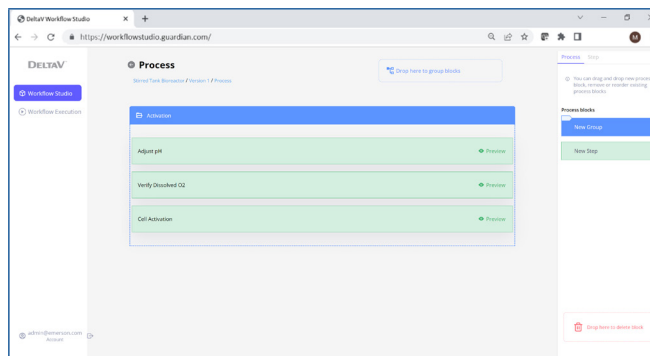 DeltaV Workflow Studio
https://workflowstudio.guardian.com/
M
DELTAV
Workflow Studio
Workflow Execution
admin@emerson.com
Account
Process
Stirred Tank Bioreactor / Version 1 / Process
Drop here to group blocks
Activation
Adjust pH
Preview
Verify Dissolved O2
Preview
Cell Activation
Preview
Process Step
You can drag and drop new process
block, remove or reorder existing
process blocks
Process blocks
New Group
New Step
Drop here to delete block